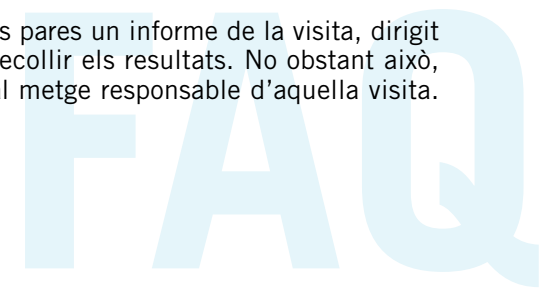 s pares un informe de la visita, dirigit
ecollir els resultats. No obstant això,
l metge responsable d’aquella visita.
FAQ